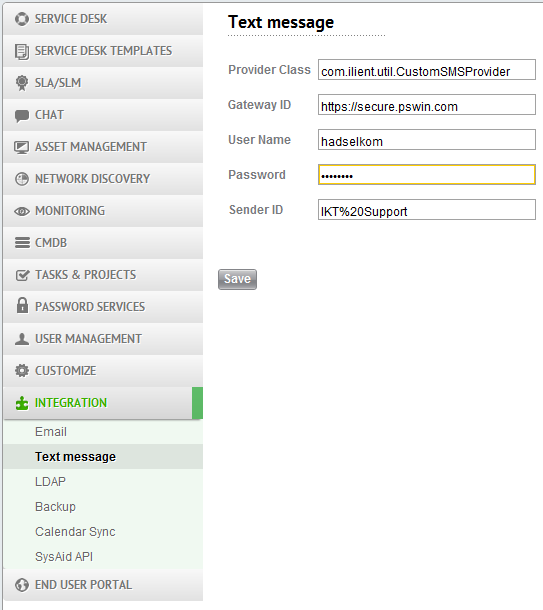 SERVICE DESK
SERVICE DESK TEMPLATES
SLA/SLM
CHAT
ASSET MANAGEMENT
NETWORK DISCOVERY
MONITORING
CMDB
TASKS & PROJECTS
PASSWORD SERVICES
USER MANAGEMENT
CUSTOMIZE
INTEGRATION
Email
Text message
LDAP
Backup
Calendar Sync
SysAid API
END USER PORTAL
Text message
Provider Class com.ilient.util.CustomSMSProvider
Gateway ID https://secure.pswin.com
User Name hadselkom
Password ••••••••
Sender ID IKT%20Support
Save